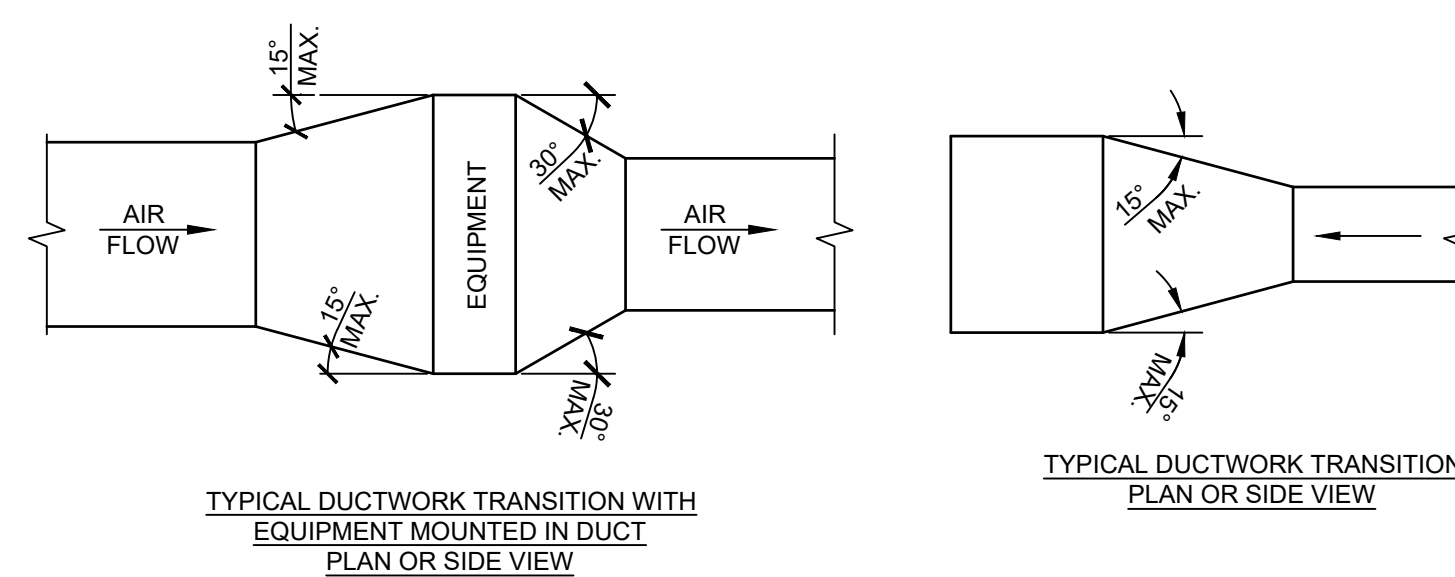 15°
MAX.
30°
MAX.
AIR
FLOW
EQUIPMENT
AIR
FLOW
15°
MAX.
30°
MAX.
TYPICAL DUCTWORK TRANSITION WITH
EQUIPMENT MOUNTED IN DUCT
PLAN OR SIDE VIEW
15°
MAX.
15°
MAX.
TYPICAL DUCTWORK TRANSITION
PLAN OR SIDE VIEW